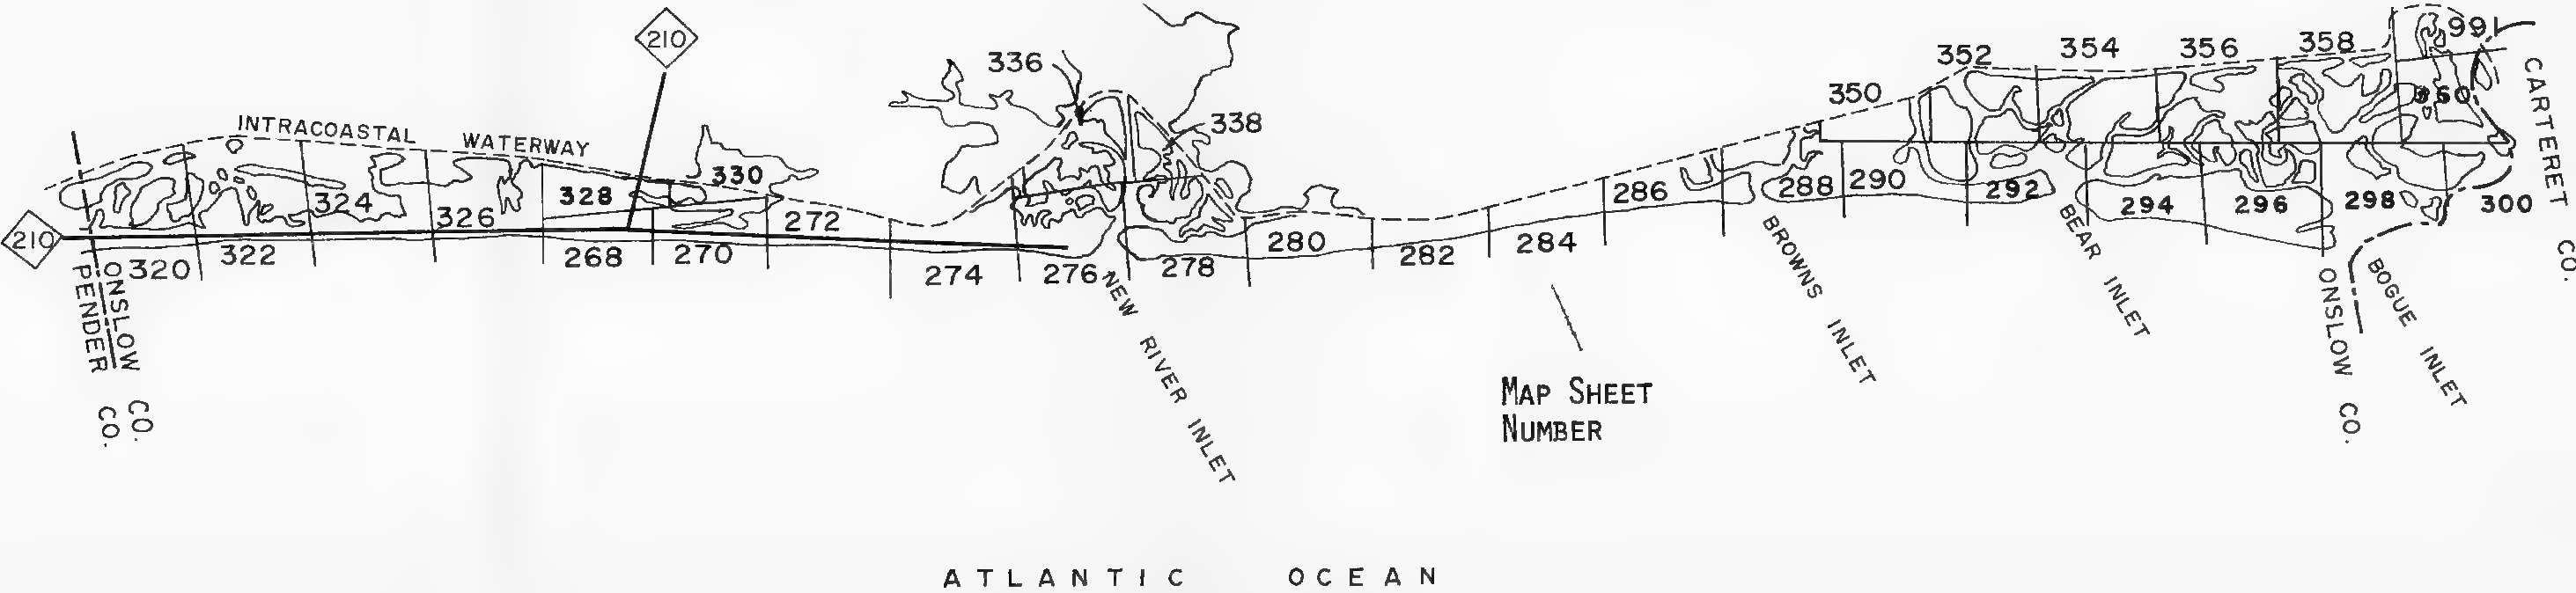 210
336
338
350
352
354
356
358
991
360
CARTERET CO.
INTRACOASTAL WATERWAY
210
320
322
324
326
328
330
268
270
272
274
276
278
280
282
284
286
288
290
292
294
296
298
300
ONSLOW CO.
PENDER CO.
NEW RIVER INLET
BROWNS INLET
BEAR INLET
ONSLOW CO.
BOGUE INLET
MAP SHEET
NUMBER
ATLANTIC OCEAN